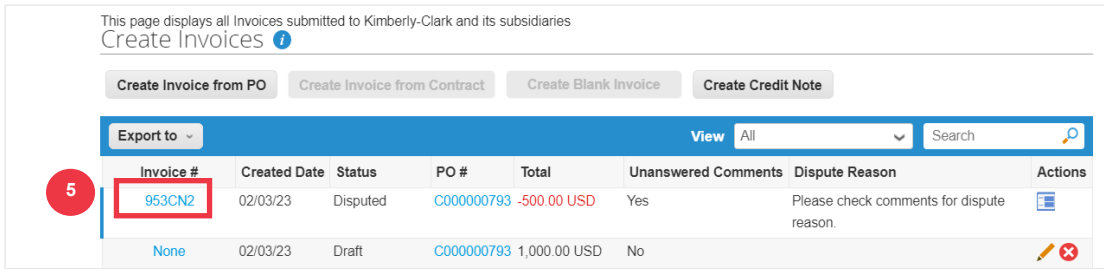 This page displays all Invoices submitted to Kimberly-Clark and its subsidiaries
Create Invoices i
Create Invoice from PO Create Invoice from Contract Create Blank Invoice Create Credit Note
Export to View All Search
Invoice # Created Date Status PO # Total Unanswered Comments Dispute Reason Actions
5 953CN2 02/03/23 Disputed C000000793 -500.00 USD Yes Please check comments for dispute
reason.
None 02/03/23 Draft C000000793 1,000.00 USD No